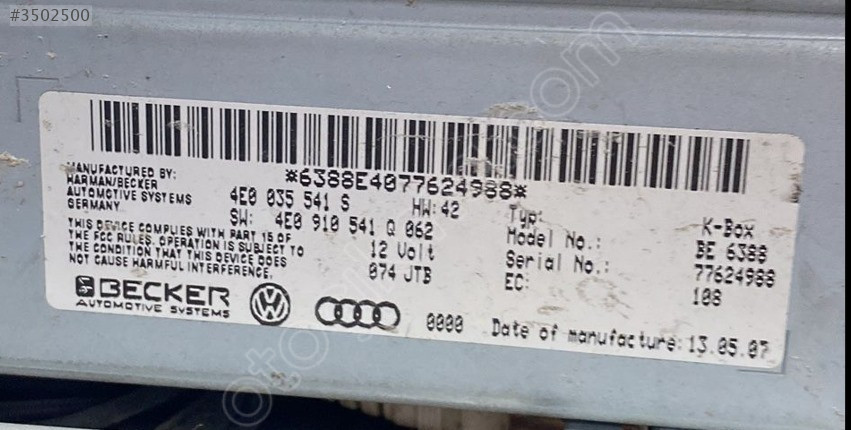 #3502500
*6388E4077624988*
MANUFACTURED BY:
HARMAN/BECKER
AUTOMOTIVE SYSTEMS
GERMANY
4E0 035 541 S HW: 42
SW: 4E0 910 541 Q 062
THIS DEVICE COMPLIES WITH PART 15 OF
THE FCC RULES. OPERATION IS SUBJECT TO
THE CONDITION THAT THIS DEVICE DOES
NOT CAUSE HARMFUL INTERFERENCE.
12 Volt
074 JTB
Typ: K-Box
Model No.: BE 6388
Serial No.: 77624988
EC: 108
BECKER
AUTOMOTIVE SYSTEMS
0000 Date of manufacture: 13.05.07